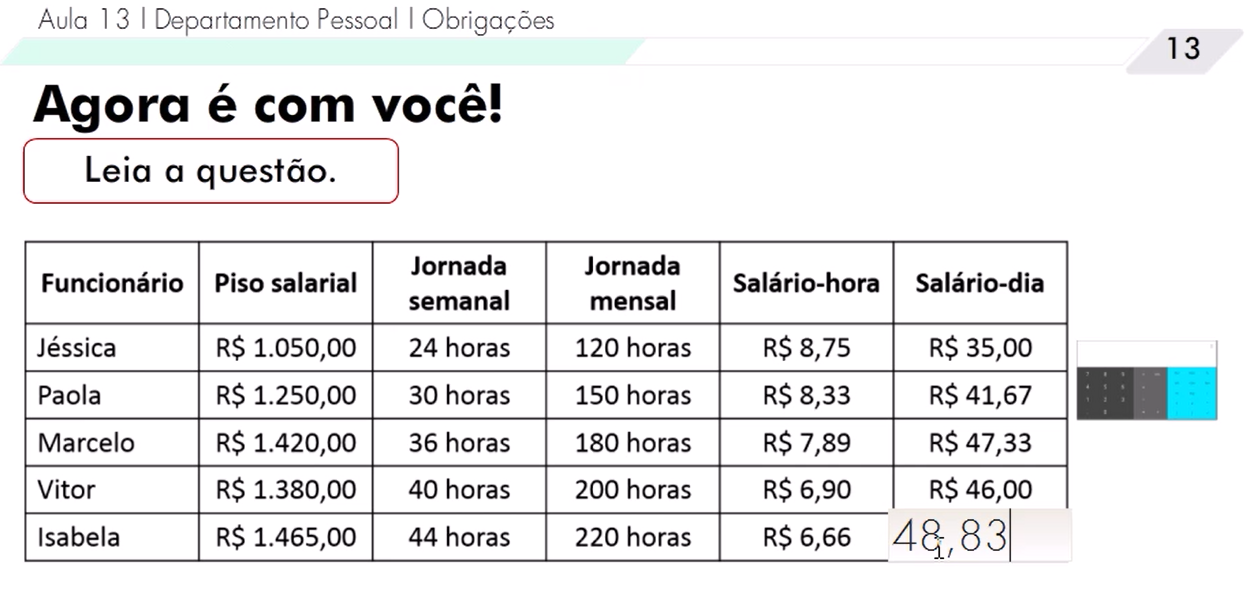 Aula 13 | Departamento Pessoal | Obrigações
13
Agora é com você!
Leia a questão.
Funcionário Piso salarial Jornada semanal Jornada mensal Salário-hora Salário-dia
Jéssica R$ 1.050,00 24 horas 120 horas R$ 8,75 R$ 35,00
Paola R$ 1.250,00 30 horas 150 horas R$ 8,33 R$ 41,67
Marcelo R$ 1.420,00 36 horas 180 horas R$ 7,89 R$ 47,33
Vitor R$ 1.380,00 40 horas 200 horas R$ 6,90 R$ 46,00
Isabela R$ 1.465,00 44 horas 220 horas R$ 6,66 48,83